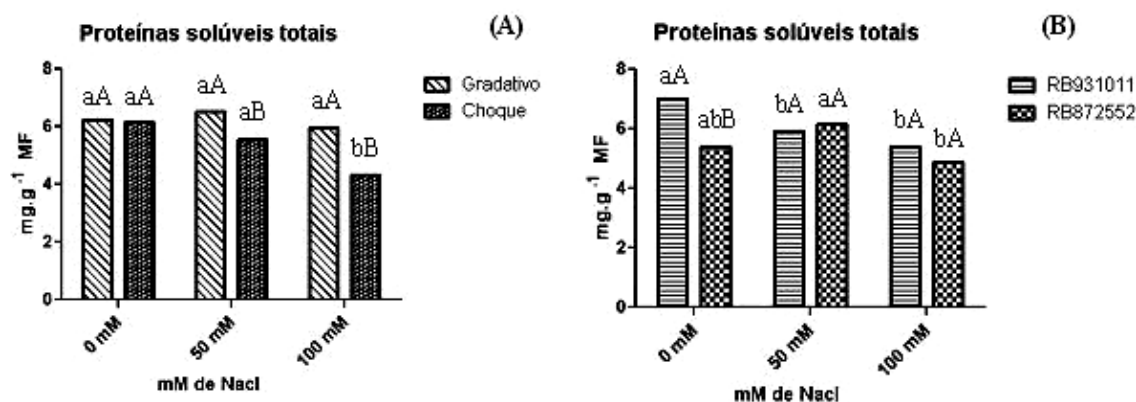 Proteínas solúveis totais
(A)
8
6
4
2
0
mg.g-1 MF
aA aA
aA aB
aA bB
0 mM
50 mM
100 mM
mM de Nacl
Gradativo
Choque
Proteínas solúveis totais
(B)
8
6
4
2
0
mg.g-1 MF
aA abB
bA aA
bA bA
0 mM
50 mM
100 mM
mM de Nacl
RB931011
RB872552